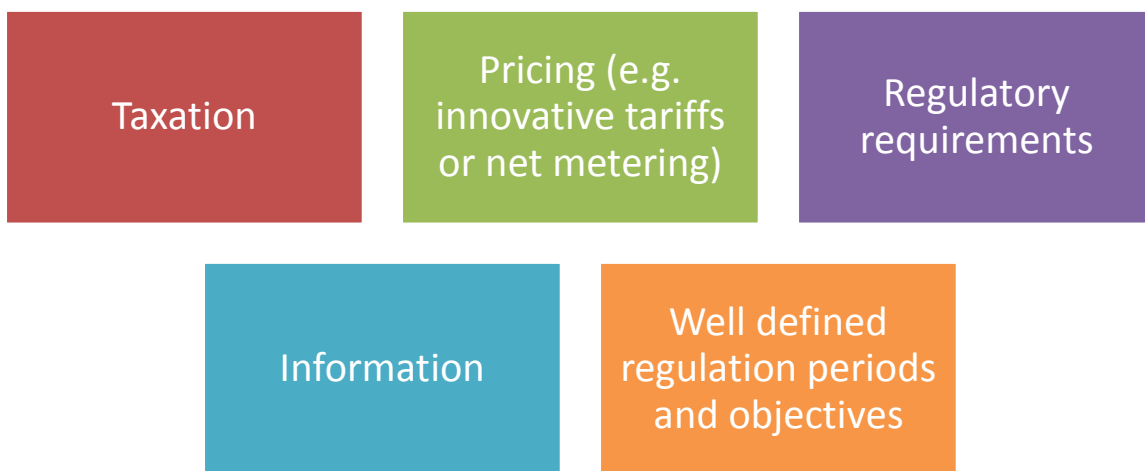 Taxation
Pricing (e.g.
innovative tariffs
or net metering)
Regulatory
requirements
Information
Well defined
regulation periods
and objectives